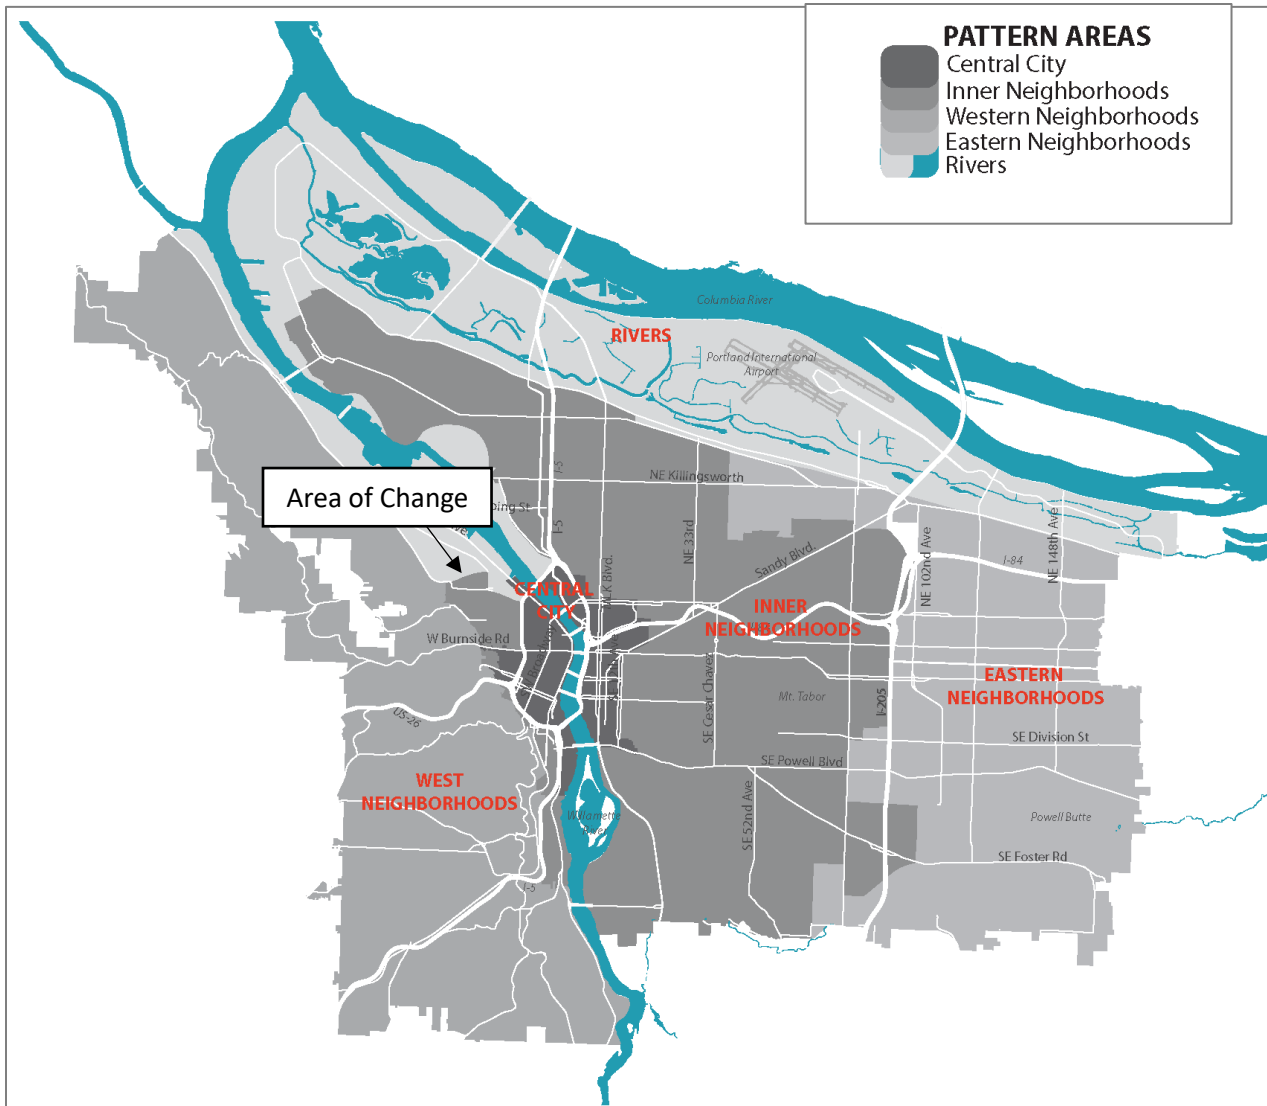 PATTERN AREAS
Central City
Inner Neighborhoods
Western Neighborhoods
Eastern Neighborhoods
Rivers
Columbia River
RIVERS
Portland International
Airport
I-5
NE Killingsworth
Area of Change
ping St
I-5
NE 33rd
Sandy Blvd.
NE 102nd Ave
I-84
NE 148th Ave
MLK Blvd.
CENTRAL
CITY
INNER
NEIGHBORHOODS
W Burnside Rd
EASTERN
NEIGHBORHOODS
SE Cesar Chavez
Mt. Tabor
I-205
US-26
SE Division St
SE Powell Blvd
WEST
NEIGHBORHOODS
Willamette
River
SE 52nd Ave
Powell Butte
SE Foster Rd
I-5